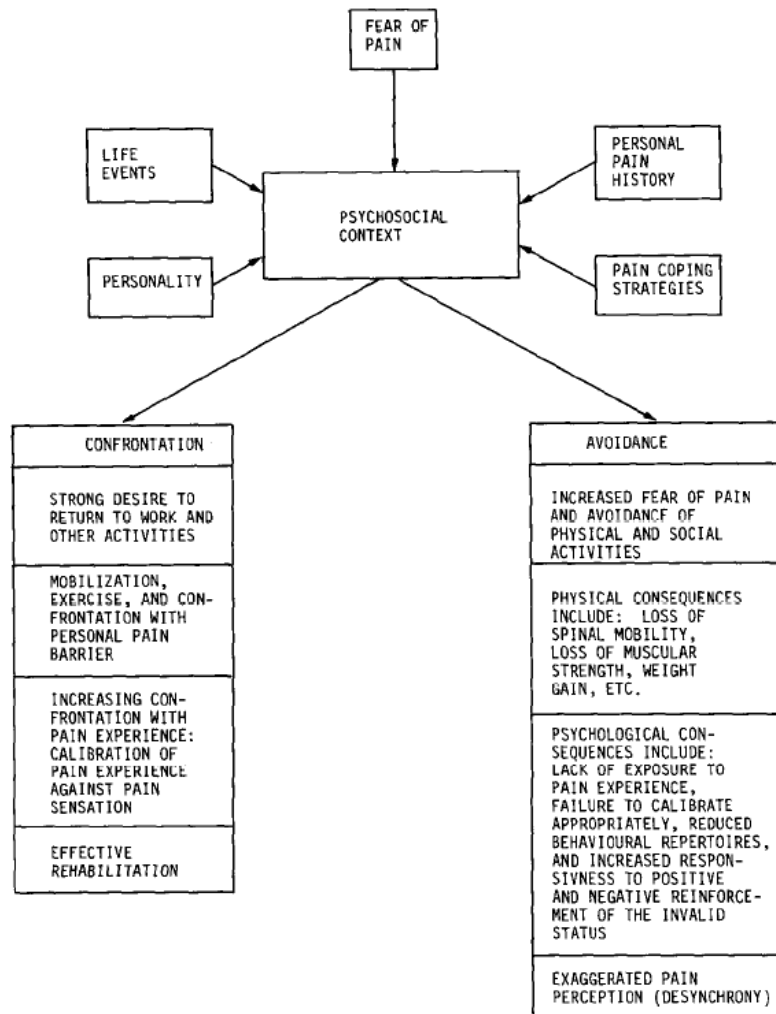 FEAR OF
PAIN
LIFE
EVENTS
PERSONAL
PAIN
HISTORY
PSYCHOSOCIAL
CONTEXT
PERSONALITY
PAIN COPING
STRATEGIES
CONFRONTATION
STRONG DESIRE TO
RETURN TO WORK AND
OTHER ACTIVITIES
MOBILIZATION,
EXERCISE, AND CON-
FRONTATION WITH
PERSONAL PAIN
BARRIER
INCREASING CON-
FRONTATION WITH
PAIN EXPERIENCE:
CALIBRATION OF
PAIN EXPERIENCE
AGAINST PAIN
SENSATION
EFFECTIVE
REHABILITATION
AVOIDANCE
INCREASED FEAR OF PAIN
AND AVOIDANCE OF
PHYSICAL AND SOCIAL
ACTIVITIES
PHYSICAL CONSEQUENCES
INCLUDE: LOSS OF
SPINAL MOBILITY,
LOSS OF MUSCULAR
STRENGTH, WEIGHT
GAIN, ETC.
PSYCHOLOGICAL CON-
SEQUENCES INCLUDE:
LACK OF EXPOSURE TO
PAIN EXPERIENCE,
FAILURE TO CALIBRATE
APPROPRIATELY, REDUCED
BEHAVIOURAL REPERTOIRES,
AND INCREASED RESPON-
SIVNESS TO POSITIVE
AND NEGATIVE REINFORCE-
MENT OF THE INVALID
STATUS
EXAGGERATED PAIN
PERCEPTION (DESYNCHRONY)